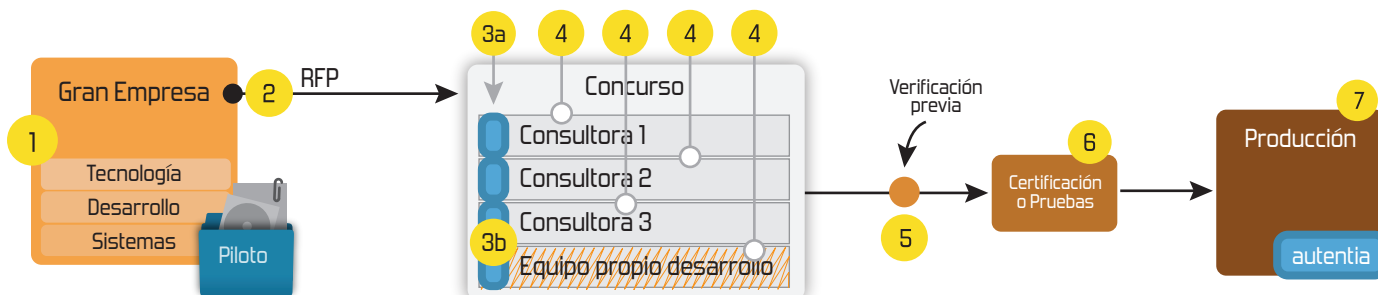 3a
4
4
4
4
Gran Empresa
2
RFP
Concurso
1
Tecnología
Desarrollo
Sistemas
Piloto
Consultora 1
Consultora 2
Consultora 3
3b
Equipo propio desarrollo
Verificación
previa
5
6
Certificación
o Pruebas
7
Producción
autentia